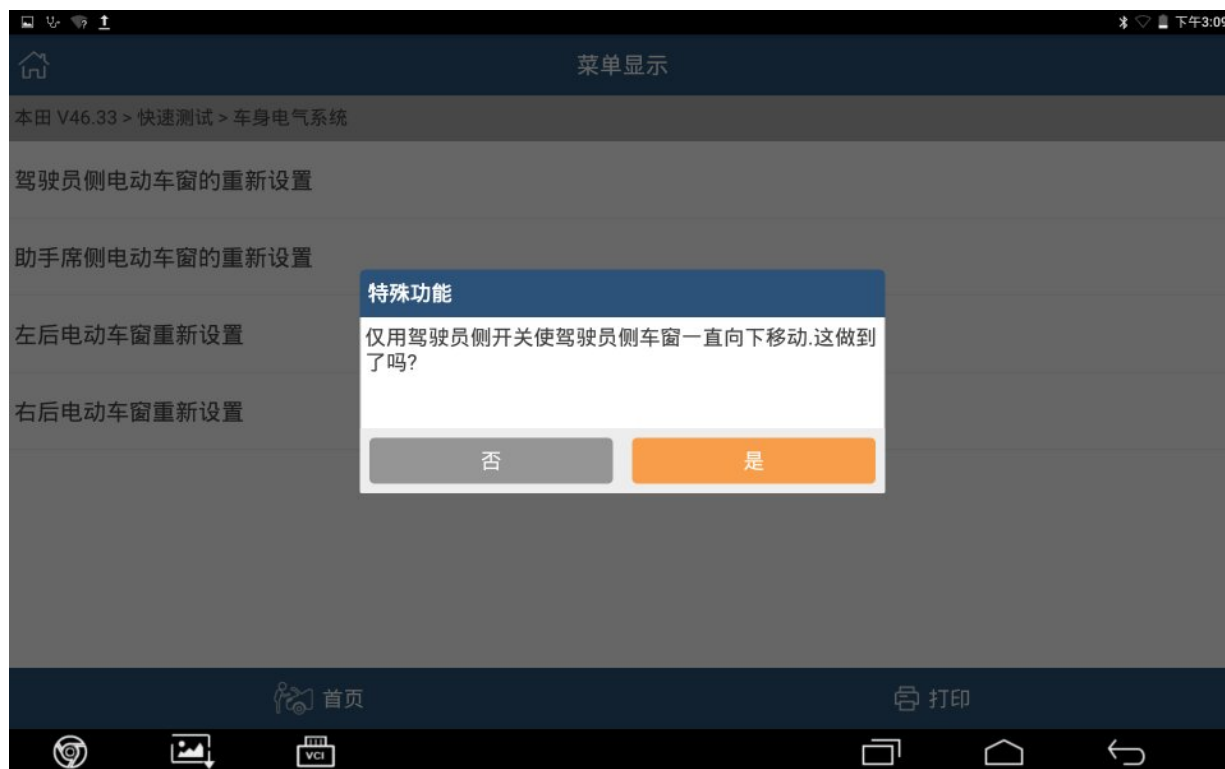 下午3:09
菜单显示
本田 V46.33 > 快速测试 > 车身电气系统
驾驶员侧电动车窗的重新设置
助手席侧电动车窗的重新设置
特殊功能
左后电动车窗重新设置
仅用驾驶员侧开关使驾驶员侧车窗一直向下移动.这做到
了吗?
右后电动车窗重新设置
否
是
首页
打印
VCI